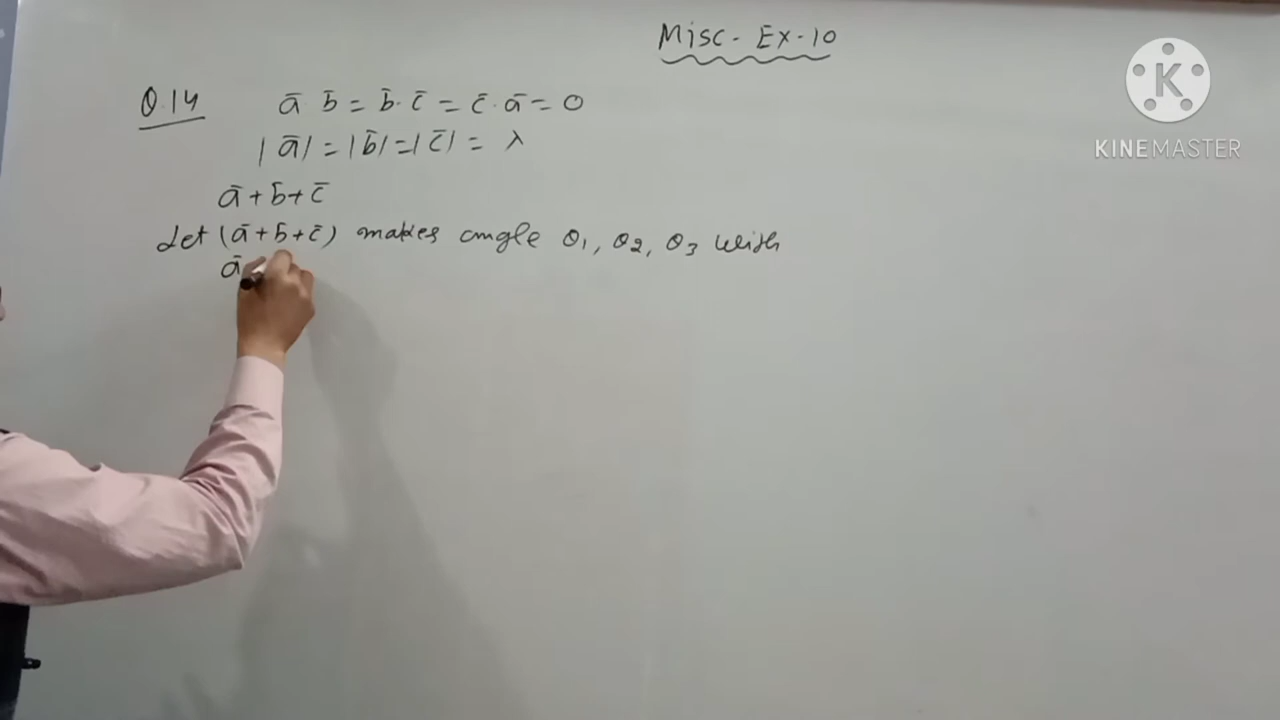 Misc- Ex-10
Q.14 ā b̄ = b̄. c̄ = c̄. ā = 0
|ā| = |b̄| = |c̄| = λ
ā + b̄ + c̄
Let (ā + b̄ + c̄) makes angle θ1, θ2, θ3 with
ā
K
KINEMASTER